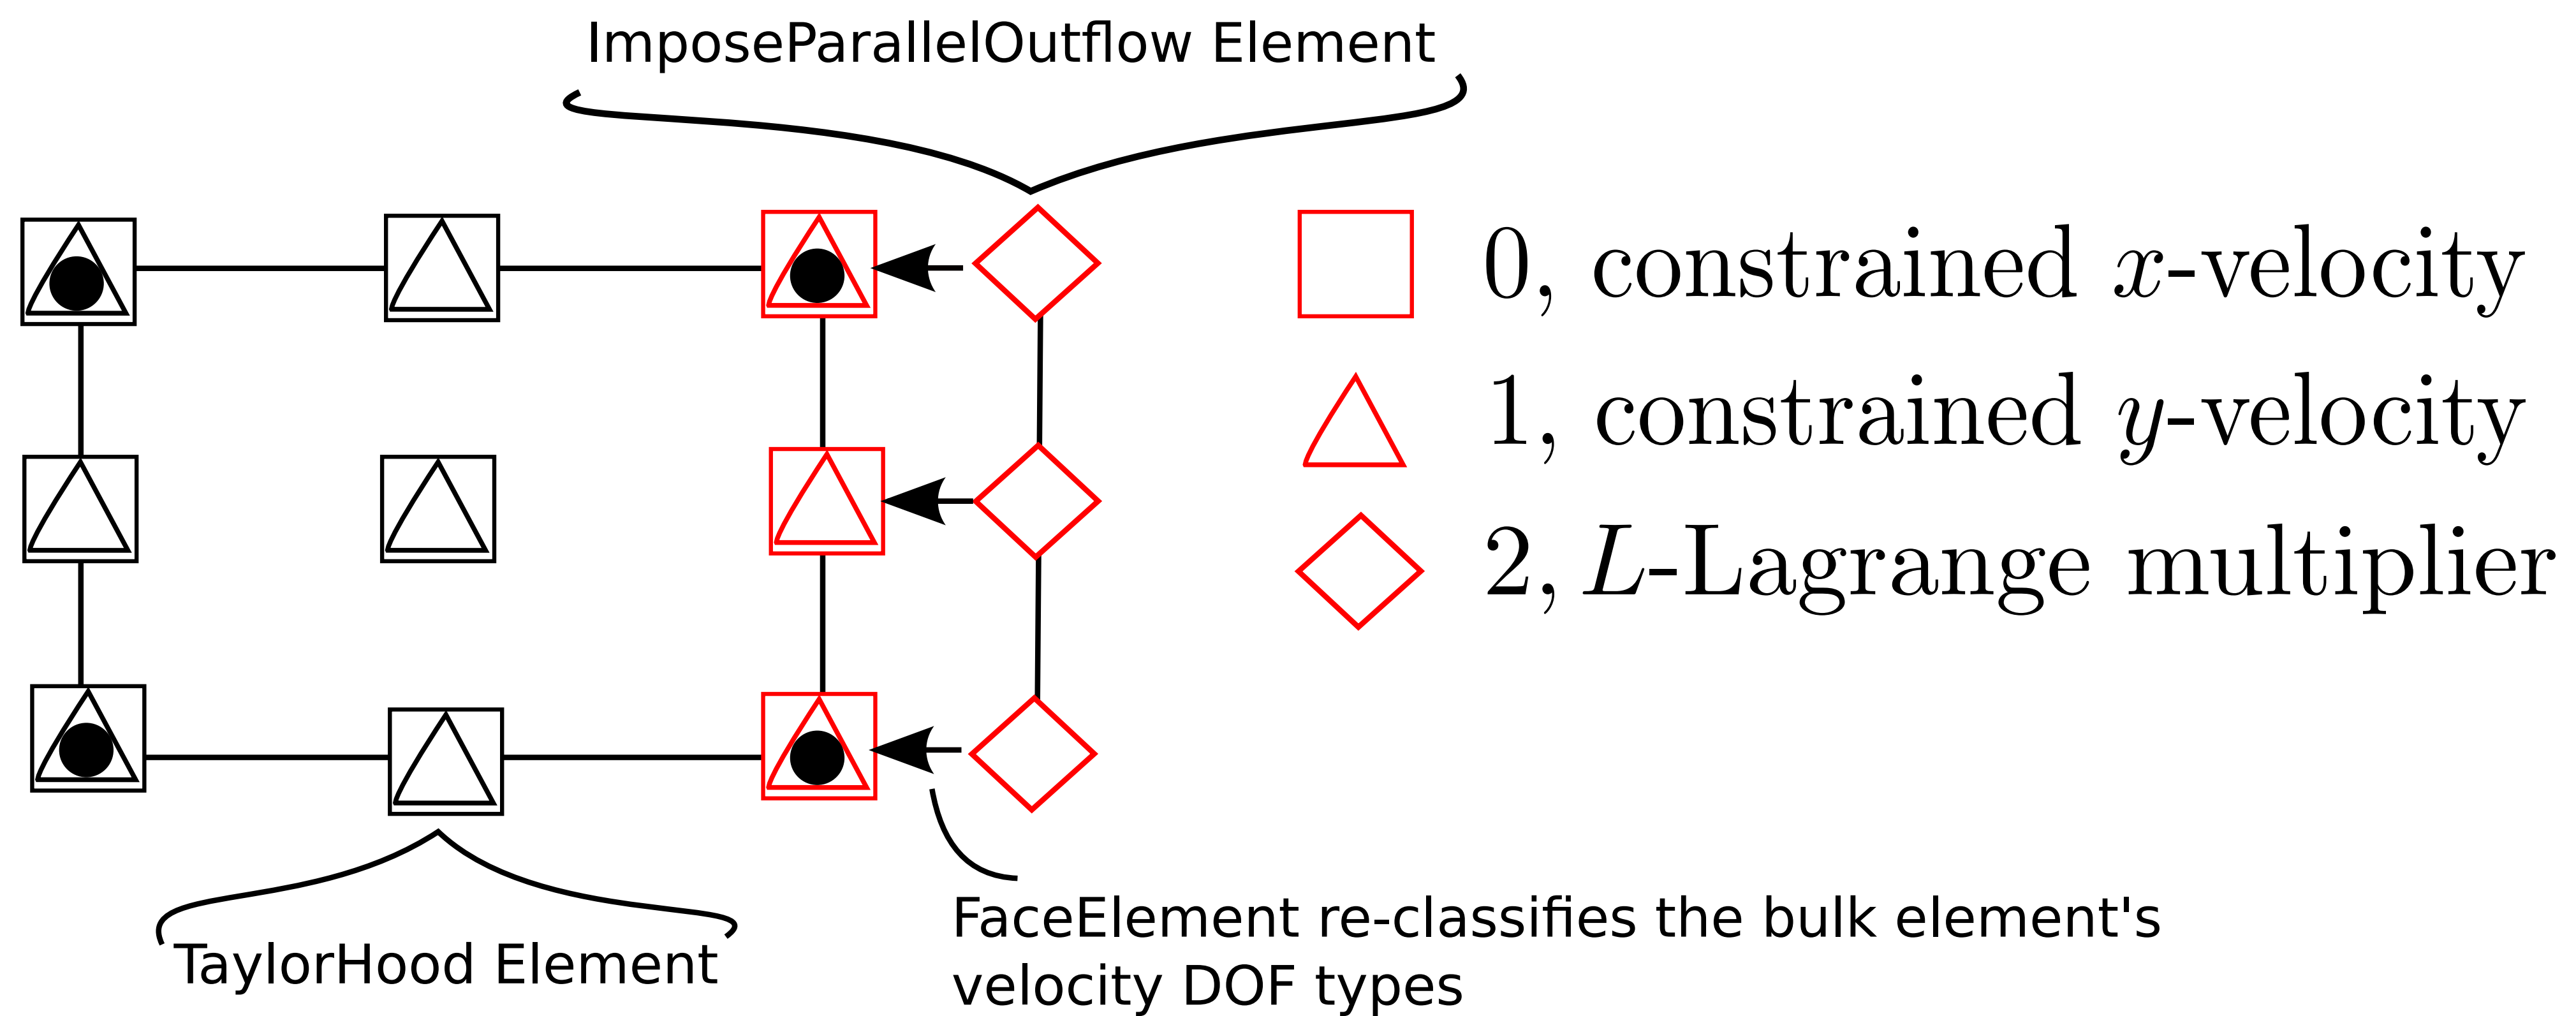 ImposeParallelOutflow Element
0, constrained x-velocity
1, constrained y-velocity
2, L-Lagrange multiplier
FaceElement re-classifies the bulk element's
velocity DOF types
TaylorHood Element